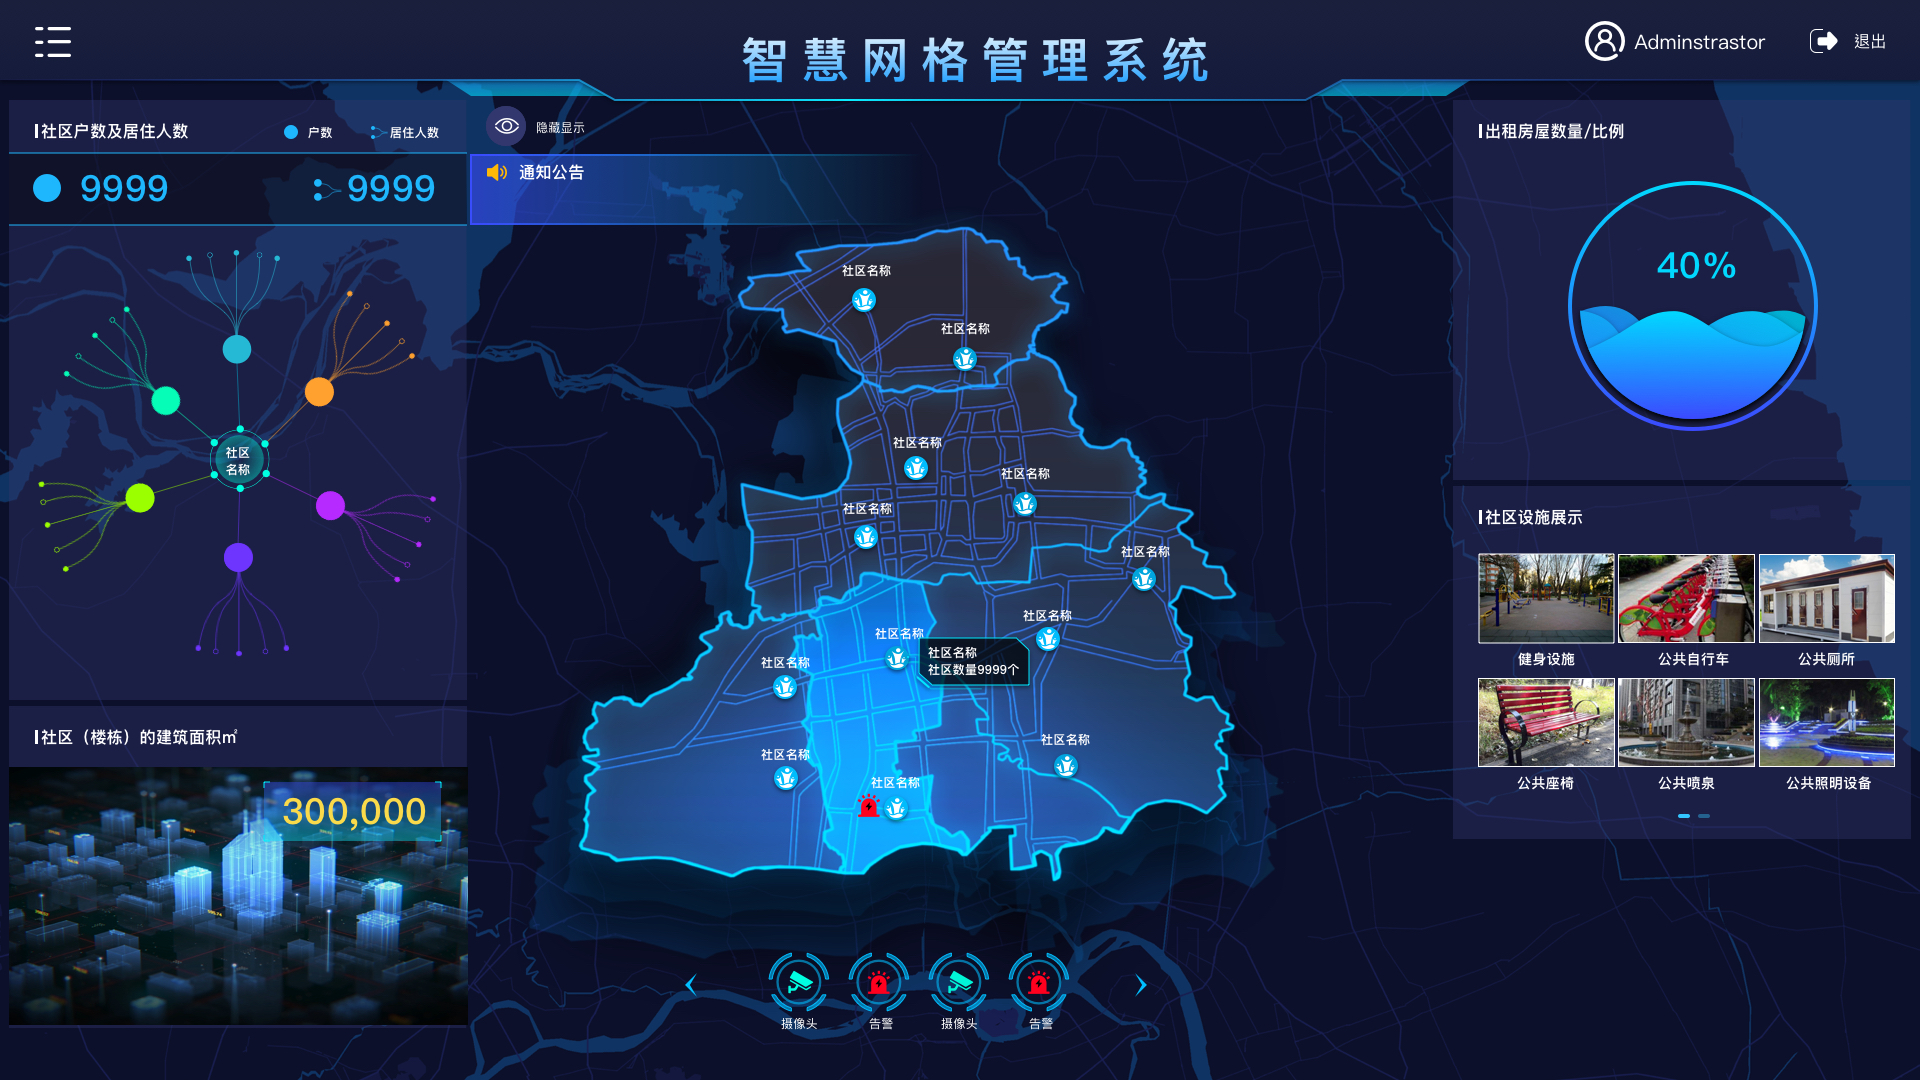 智慧网格管理系统
Adminstrastor
退出
社区户数及居住人数
户数
居住人数
9999
9999
社区
名称
社区（楼栋）的建筑面积㎡
300,000
隐藏显示
通知公告
社区名称
社区名称
社区名称
社区名称
社区名称
社区名称
社区名称
社区名称
社区名称
社区数量9999个
社区名称
社区名称
社区名称
社区名称
摄像头
告警
摄像头
告警
出租房屋数量/比例
40%
社区设施展示
健身设施
公共自行车
公共厕所
公共座椅
公共喷泉
公共照明设备